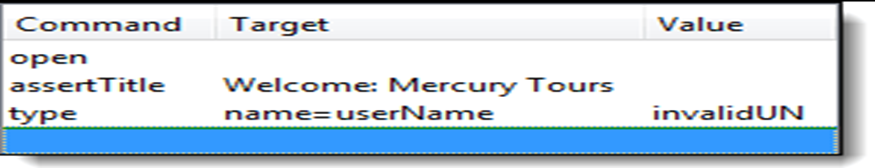 Command Target Value
open
assertTitle Welcome: Mercury Tours
type name=userName invalidUN